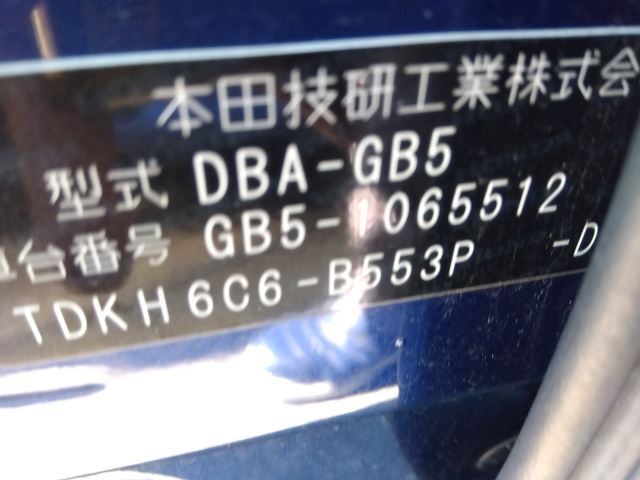 本田技研工業株式会
型式 DBA-GB5
車台番号 GB5-1065512
TDKH6C6-B553P -D